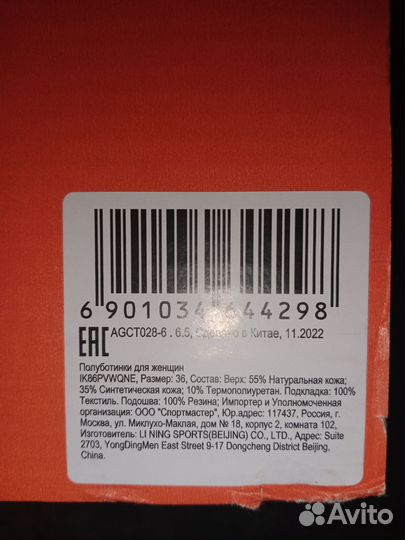 6 901034 644298
EAC AGCT028-6 . 6.5, Сделано в Китае, 11.2022
Полуботинки для женщин
IK86PVWQNE, Размер: 36, Состав: Верх: 55% Натуральная кожа;
35% Синтетическая кожа; 10% Термополиуретан. Подкладка: 100%
Текстиль. Подошва: 100% Резина; Импортер и Уполномоченная
организация: ООО "Спортмастер", Юр.адрес: 117437, Россия, г.
Москва, ул. Миклухо-Маклая, дом № 18, корпус 2, комната 102,
Изготовитель: LI NING SPORTS(BEIJING) CO., LTD., Адрес: Suite
2703, YongDingMen East Street 9-17 Dongcheng District Beijing,
China.
Avito